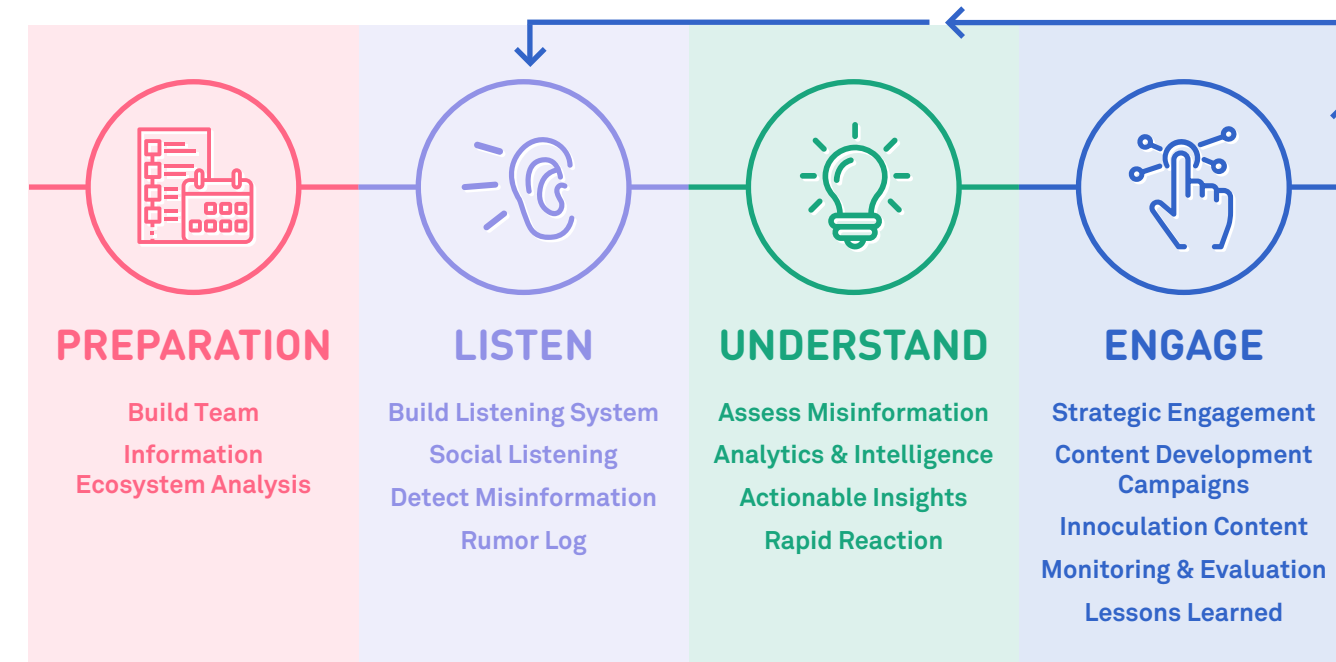 PREPARATION
Build Team
Information
Ecosystem Analysis
LISTEN
Build Listening System
Social Listening
Detect Misinformation
Rumor Log
UNDERSTAND
Assess Misinformation
Analytics & Intelligence
Actionable Insights
Rapid Reaction
ENGAGE
Strategic Engagement
Content Development
Campaigns
Innoculation Content
Monitoring & Evaluation
Lessons Learned